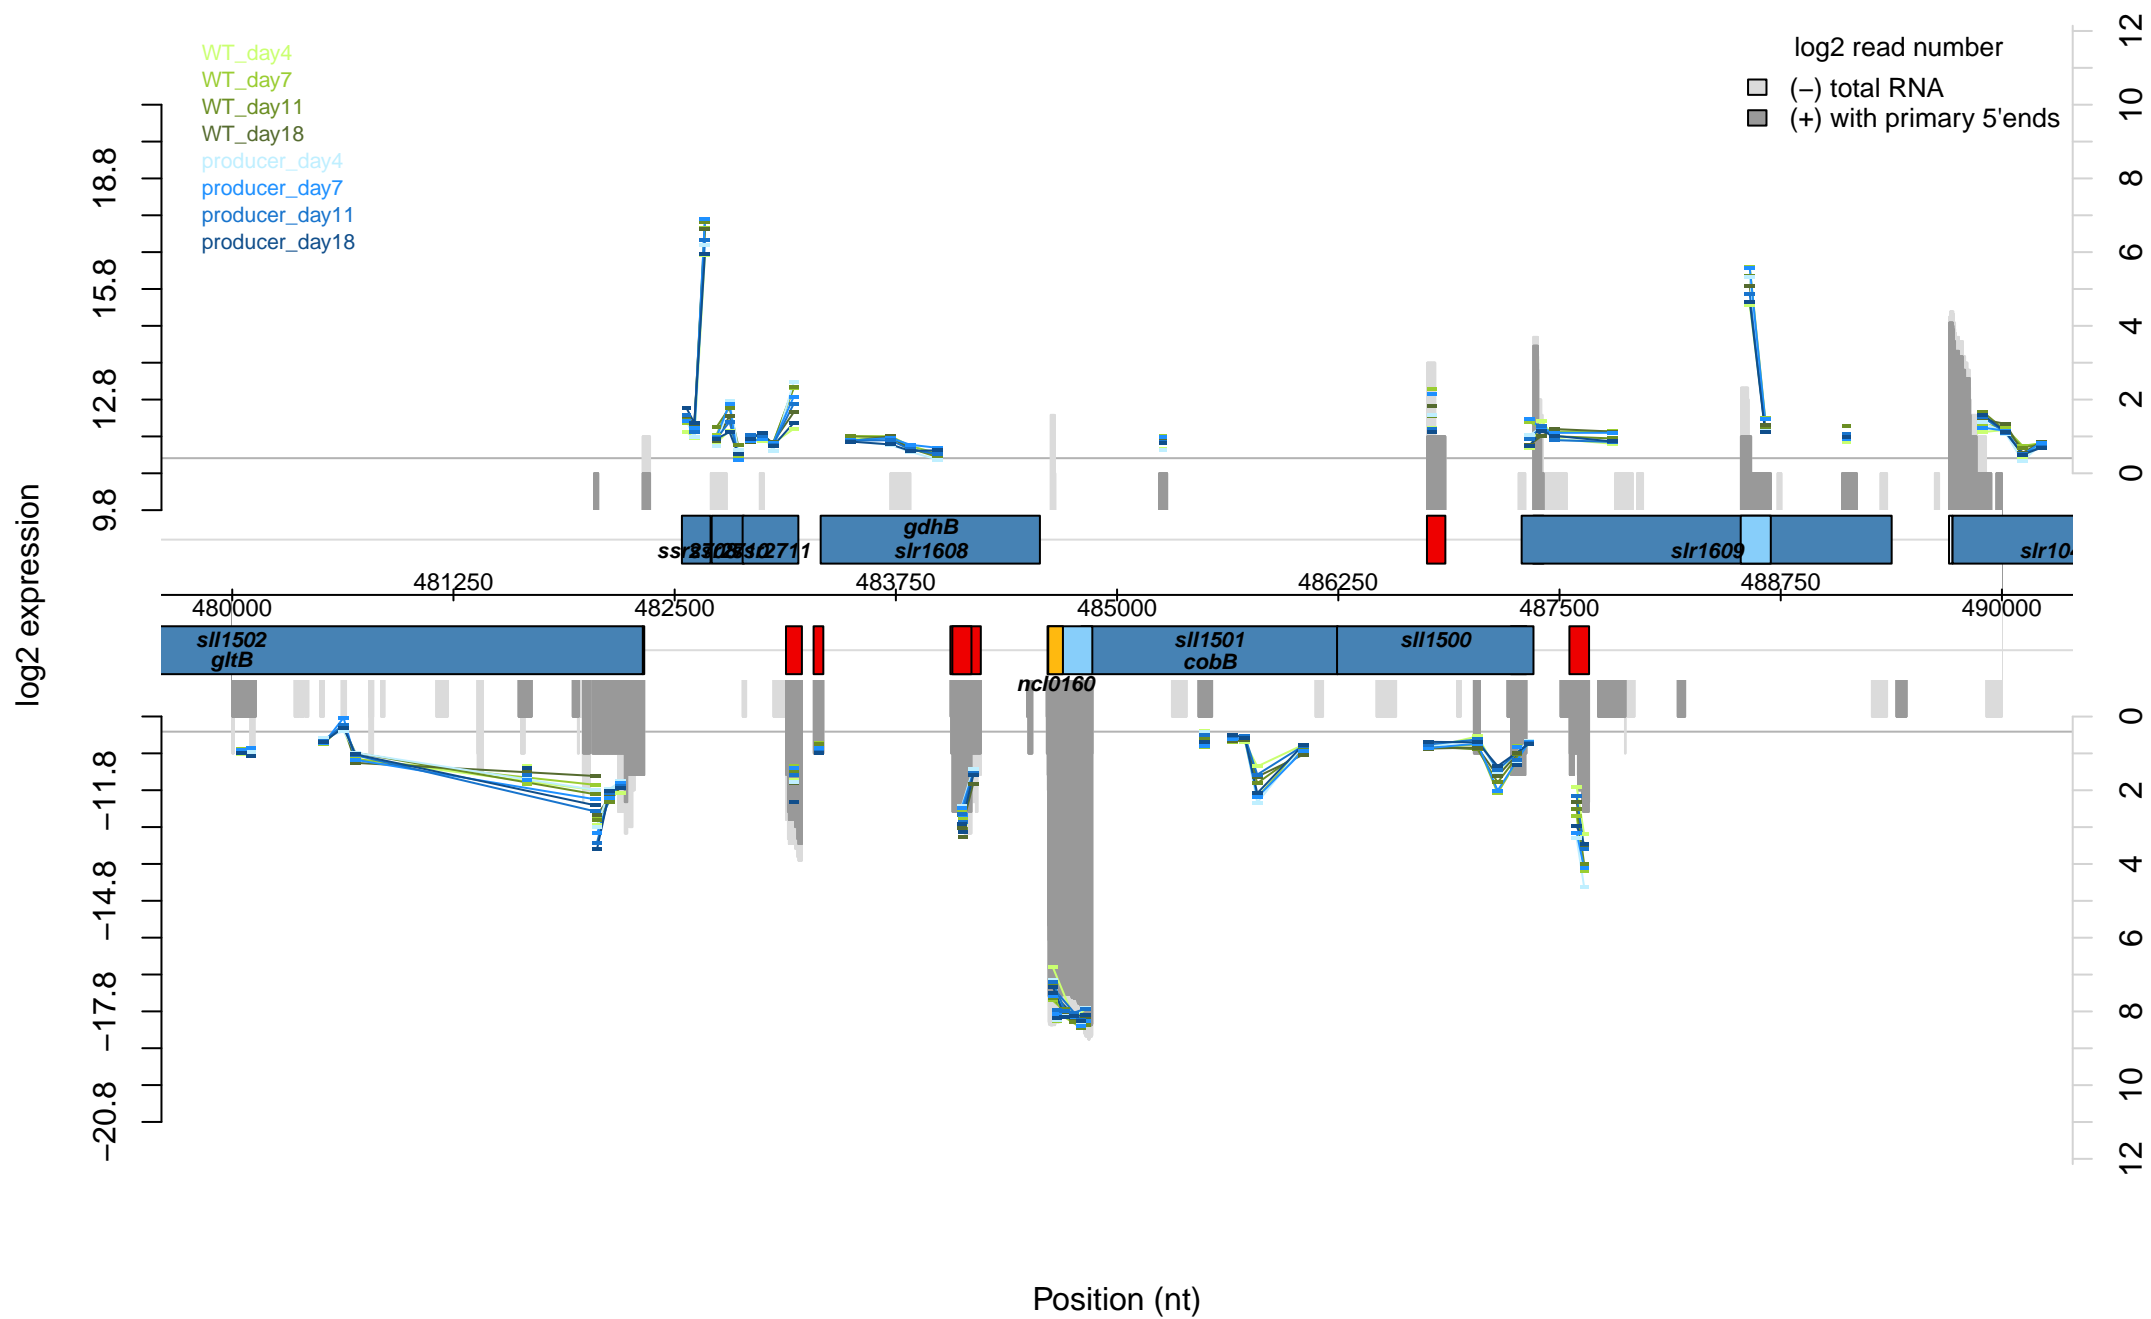 WT_day4
WT_day7
WT_day11
WT_day18
producer_day4
producer_day7
producer_day11
producer_day18
log2 read number
(−) total RNA
(+) with primary 5'ends
log2 expression
18.8
15.8
12.8
9.8
12
10
8
6
4
2
0
gdhB
ssr2711
slr1608
slr1609
slr104
481250
483750
486250
488750
480000
482500
485000
487500
490000
sll1502
gltB
sll1501
cobB
sll1500
ncl0160
−11.8
−14.8
−17.8
−20.8
0
2
4
6
8
10
12
Position (nt)